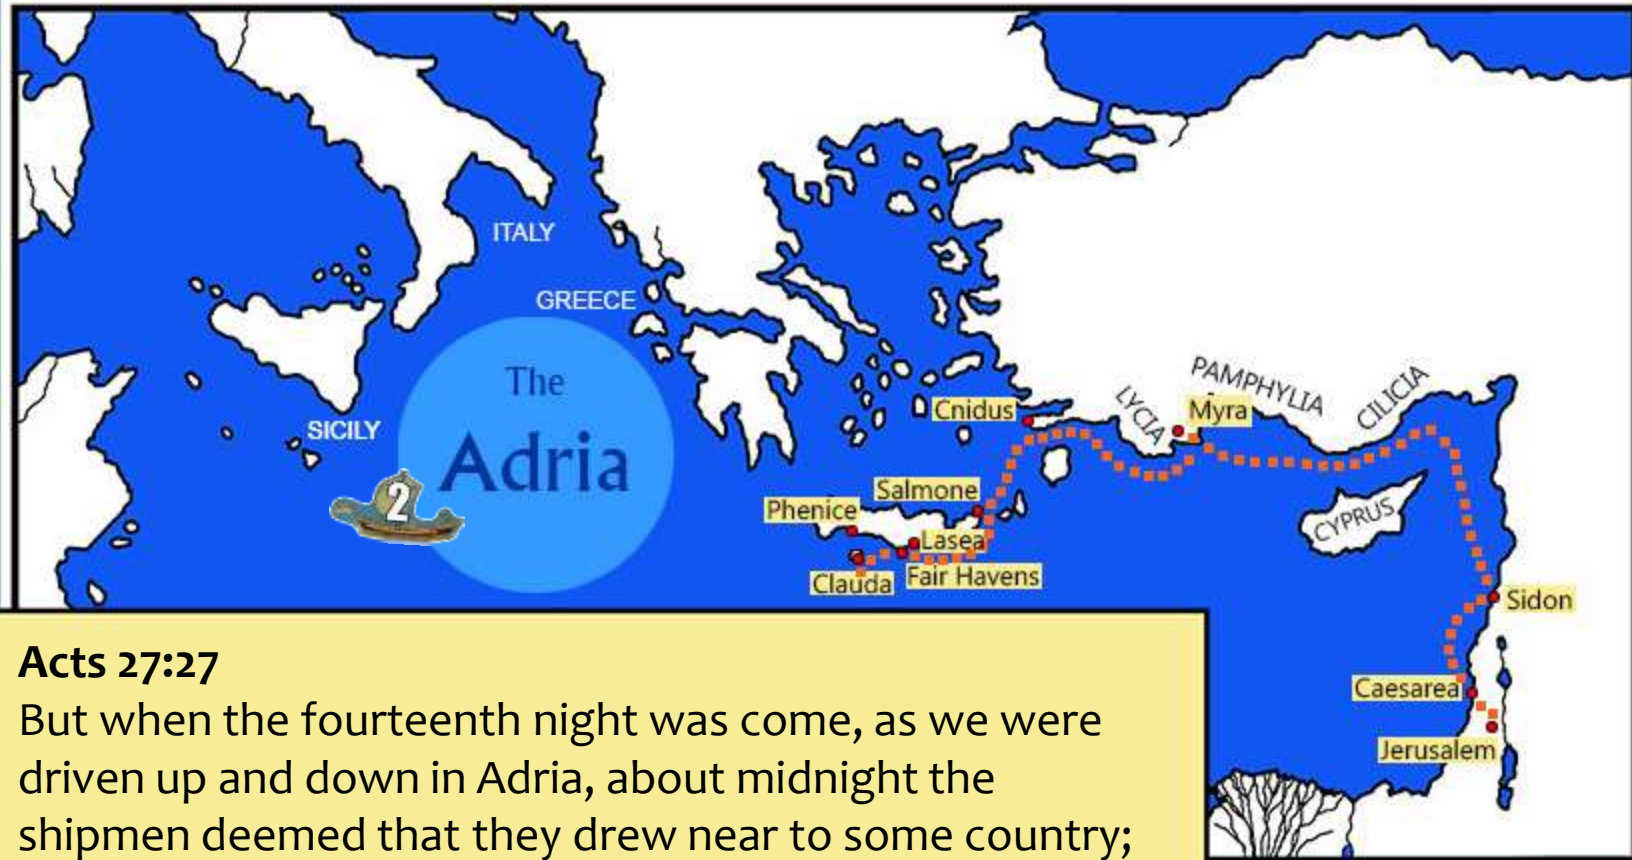 ITALY
GREECE
The
Adria
SICILY
2
PAMPHYLIA
LYCIA
CILICIA
Myra
Cnidus
Salmone
Phenice
Lasea
Clauda
Fair Havens
CYPRUS
Sidon
Caesarea
Jerusalem
Acts 27:27
But when the fourteenth night was come, as we were
driven up and down in Adria, about midnight the
shipmen deemed that they drew near to some country;